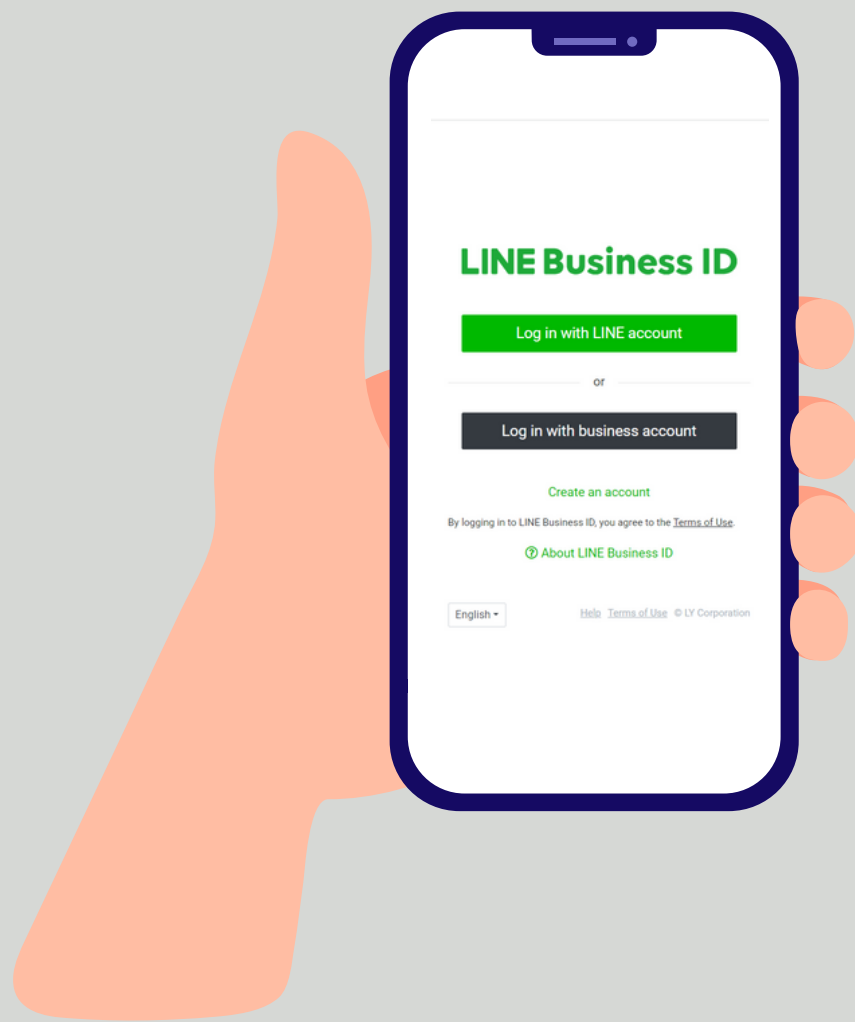 LINE Business ID
Log in with LINE account
or
Log in with business account
Create an account
By logging in to LINE Business ID, you agree to the Terms of Use.
About LINE Business ID
English
Help Terms of Use © LY Corporation